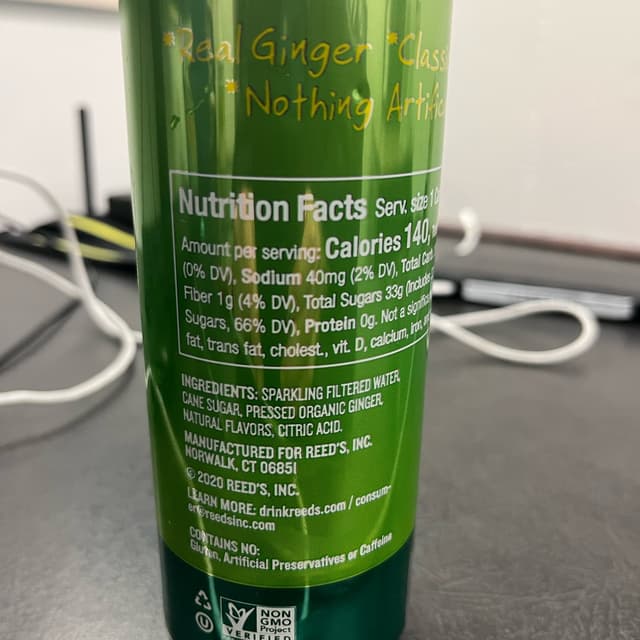 *Real Ginger *Class
*Nothing Artific
Nutrition Facts Serv. size: 1
Amount per serving: Calories 140,
(0% DV), Sodium 40mg (2% DV), Total Carb.
Fiber 1g (4% DV), Total Sugars 33g (Includes
Sugars, 66% DV), Protein 0g. Not a significant
fat, trans fat, cholest., vit. D, calcium, iron,
INGREDIENTS: SPARKLING FILTERED WATER,
CANE SUGAR, PRESSED ORGANIC GINGER,
NATURAL FLAVORS, CITRIC ACID.
MANUFACTURED FOR REED'S, INC.
NORWALK, CT 06851
© 2020 REED'S, INC.
LEARN MORE: drinkreeds.com / consum-
er@reedsinc.com
CONTAINS NO:
Gluten, Artificial Preservatives or Caffeine
NON
GMO
Project
VERIFIED
U